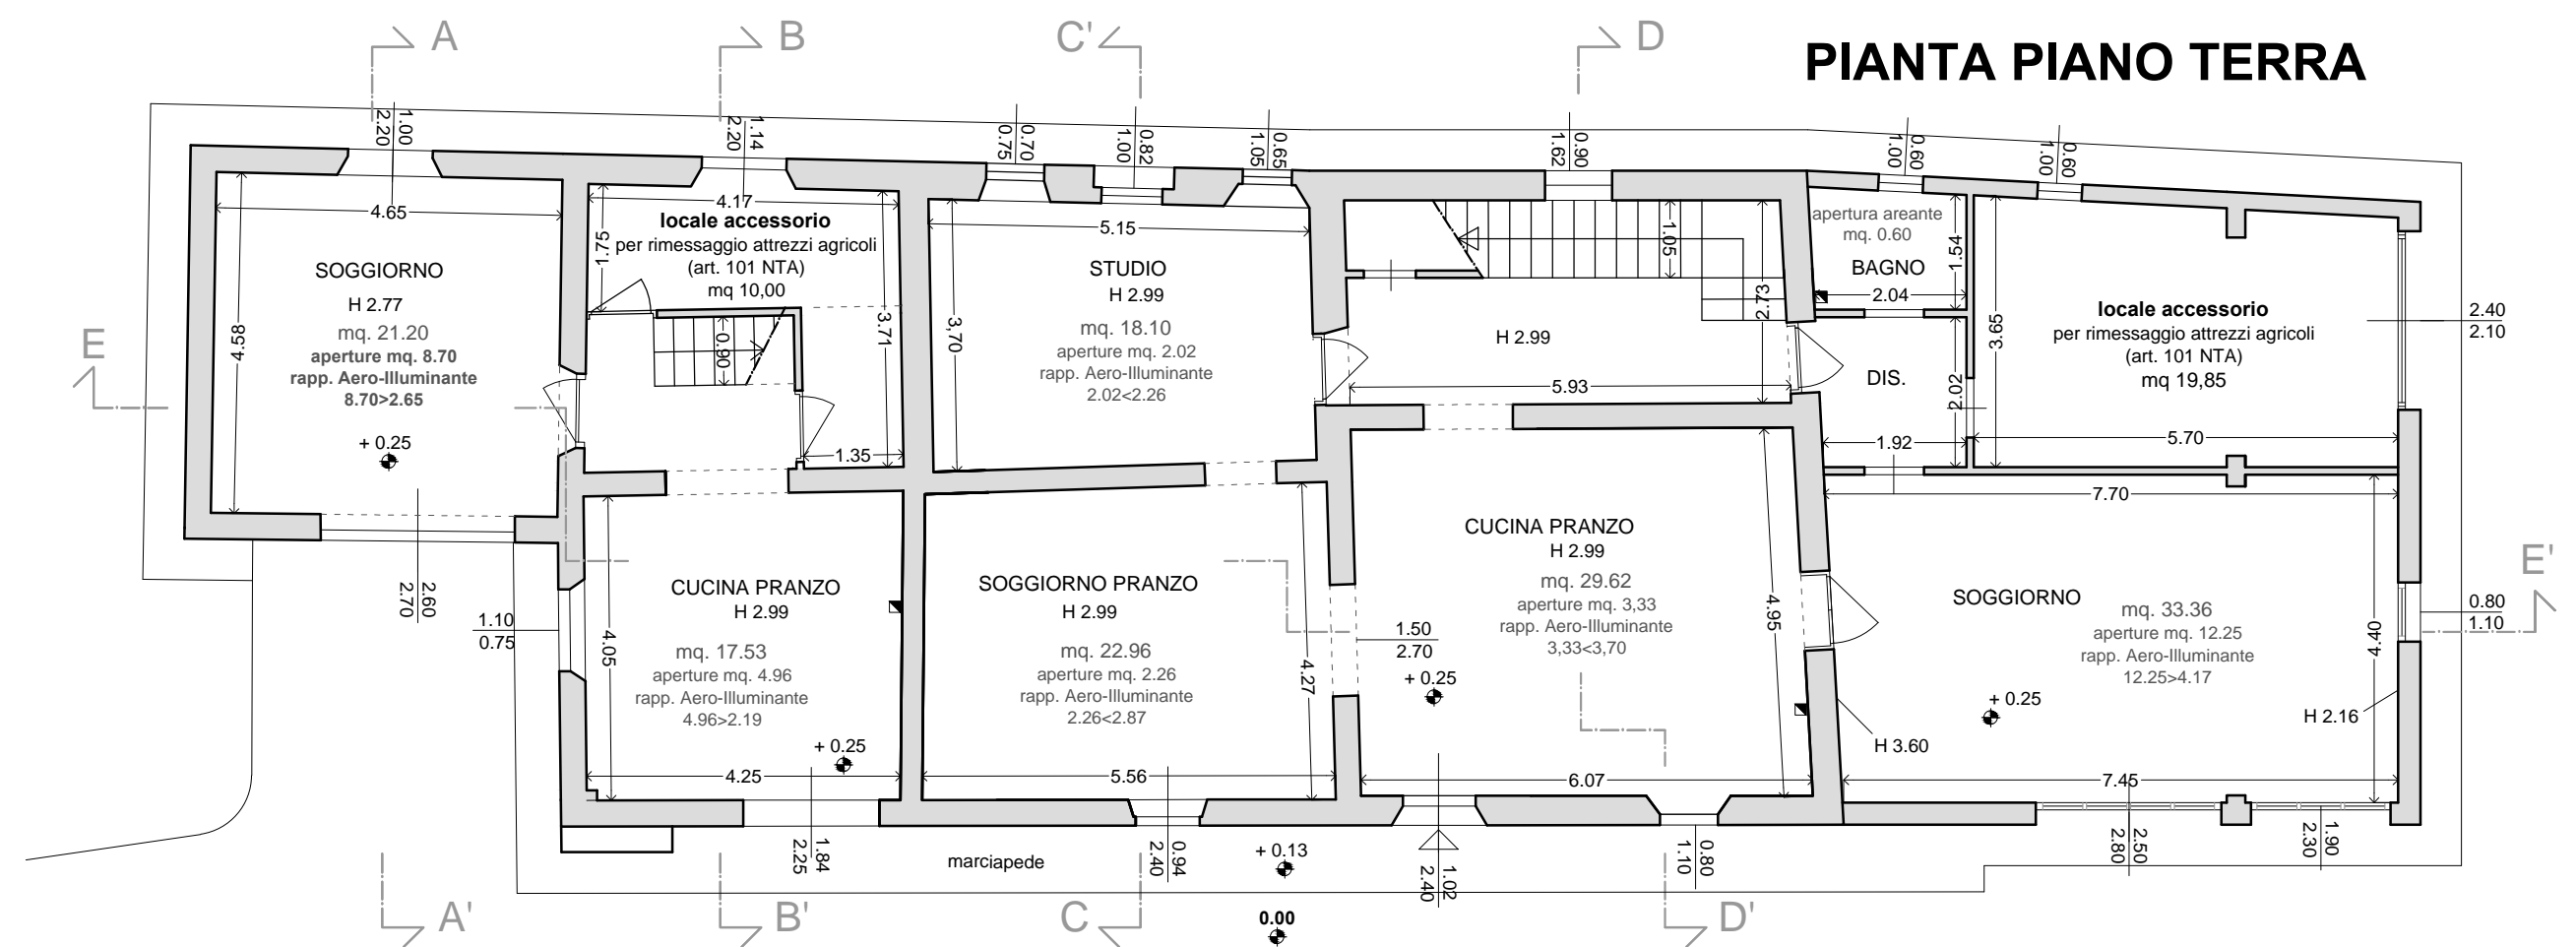 PIANTA PIANO TERRA
A
B
C'
D
1.00
2.20
1.14
2.20
0.70
0.75
0.82
1.00
0.65
1.05
0.90
1.62
0.60
1.00
0.60
1.00
4.65
SOGGIORNO
H 2.77
mq. 21.20
aperture mq. 8.70
rapp. Aero-Illuminante
8.70>2.65
4.58
+ 0.25
E
4.17
locale accessorio
per rimessaggio attrezzi agricoli
(art. 101 NTA)
mq 10,00
1.75
3.71
0.90
1.35
5.15
STUDIO
H 2.99
mq. 18.10
aperture mq. 2.02
rapp. Aero-Illuminante
2.02<2.26
3,70
1.05
2.73
H 2.99
5.93
apertura areante
mq. 0.60
BAGNO
2.04
1.54
DIS.
2.02
1.92
3.65
locale accessorio
per rimessaggio attrezzi agricoli
(art. 101 NTA)
mq 19,85
5.70
2.40
2.10
2.60
2.70
1.10
0.75
CUCINA PRANZO
H 2.99
mq. 17.53
aperture mq. 4.96
rapp. Aero-Illuminante
4.96>2.19
4.05
+ 0.25
4.25
SOGGIORNO PRANZO
H 2.99
mq. 22.96
aperture mq. 2.26
rapp. Aero-Illuminante
2.26<2.87
4.27
5.56
1.50
2.70
+ 0.25
CUCINA PRANZO
H 2.99
mq. 29.62
aperture mq. 3,33
rapp. Aero-Illuminante
3,33<3,70
4.95
6.07
7.70
SOGGIORNO
mq. 33.36
aperture mq. 12.25
rapp. Aero-Illuminante
12.25>4.17
4.40
+ 0.25
H 2.16
H 3.60
7.45
E'
0.80
1.10
1.84
2.25
marciapede
0.94
2.40
+ 0.13
1.02
2.40
0.80
1.10
2.50
2.80
1.90
2.30
A'
B'
C
0.00
D'